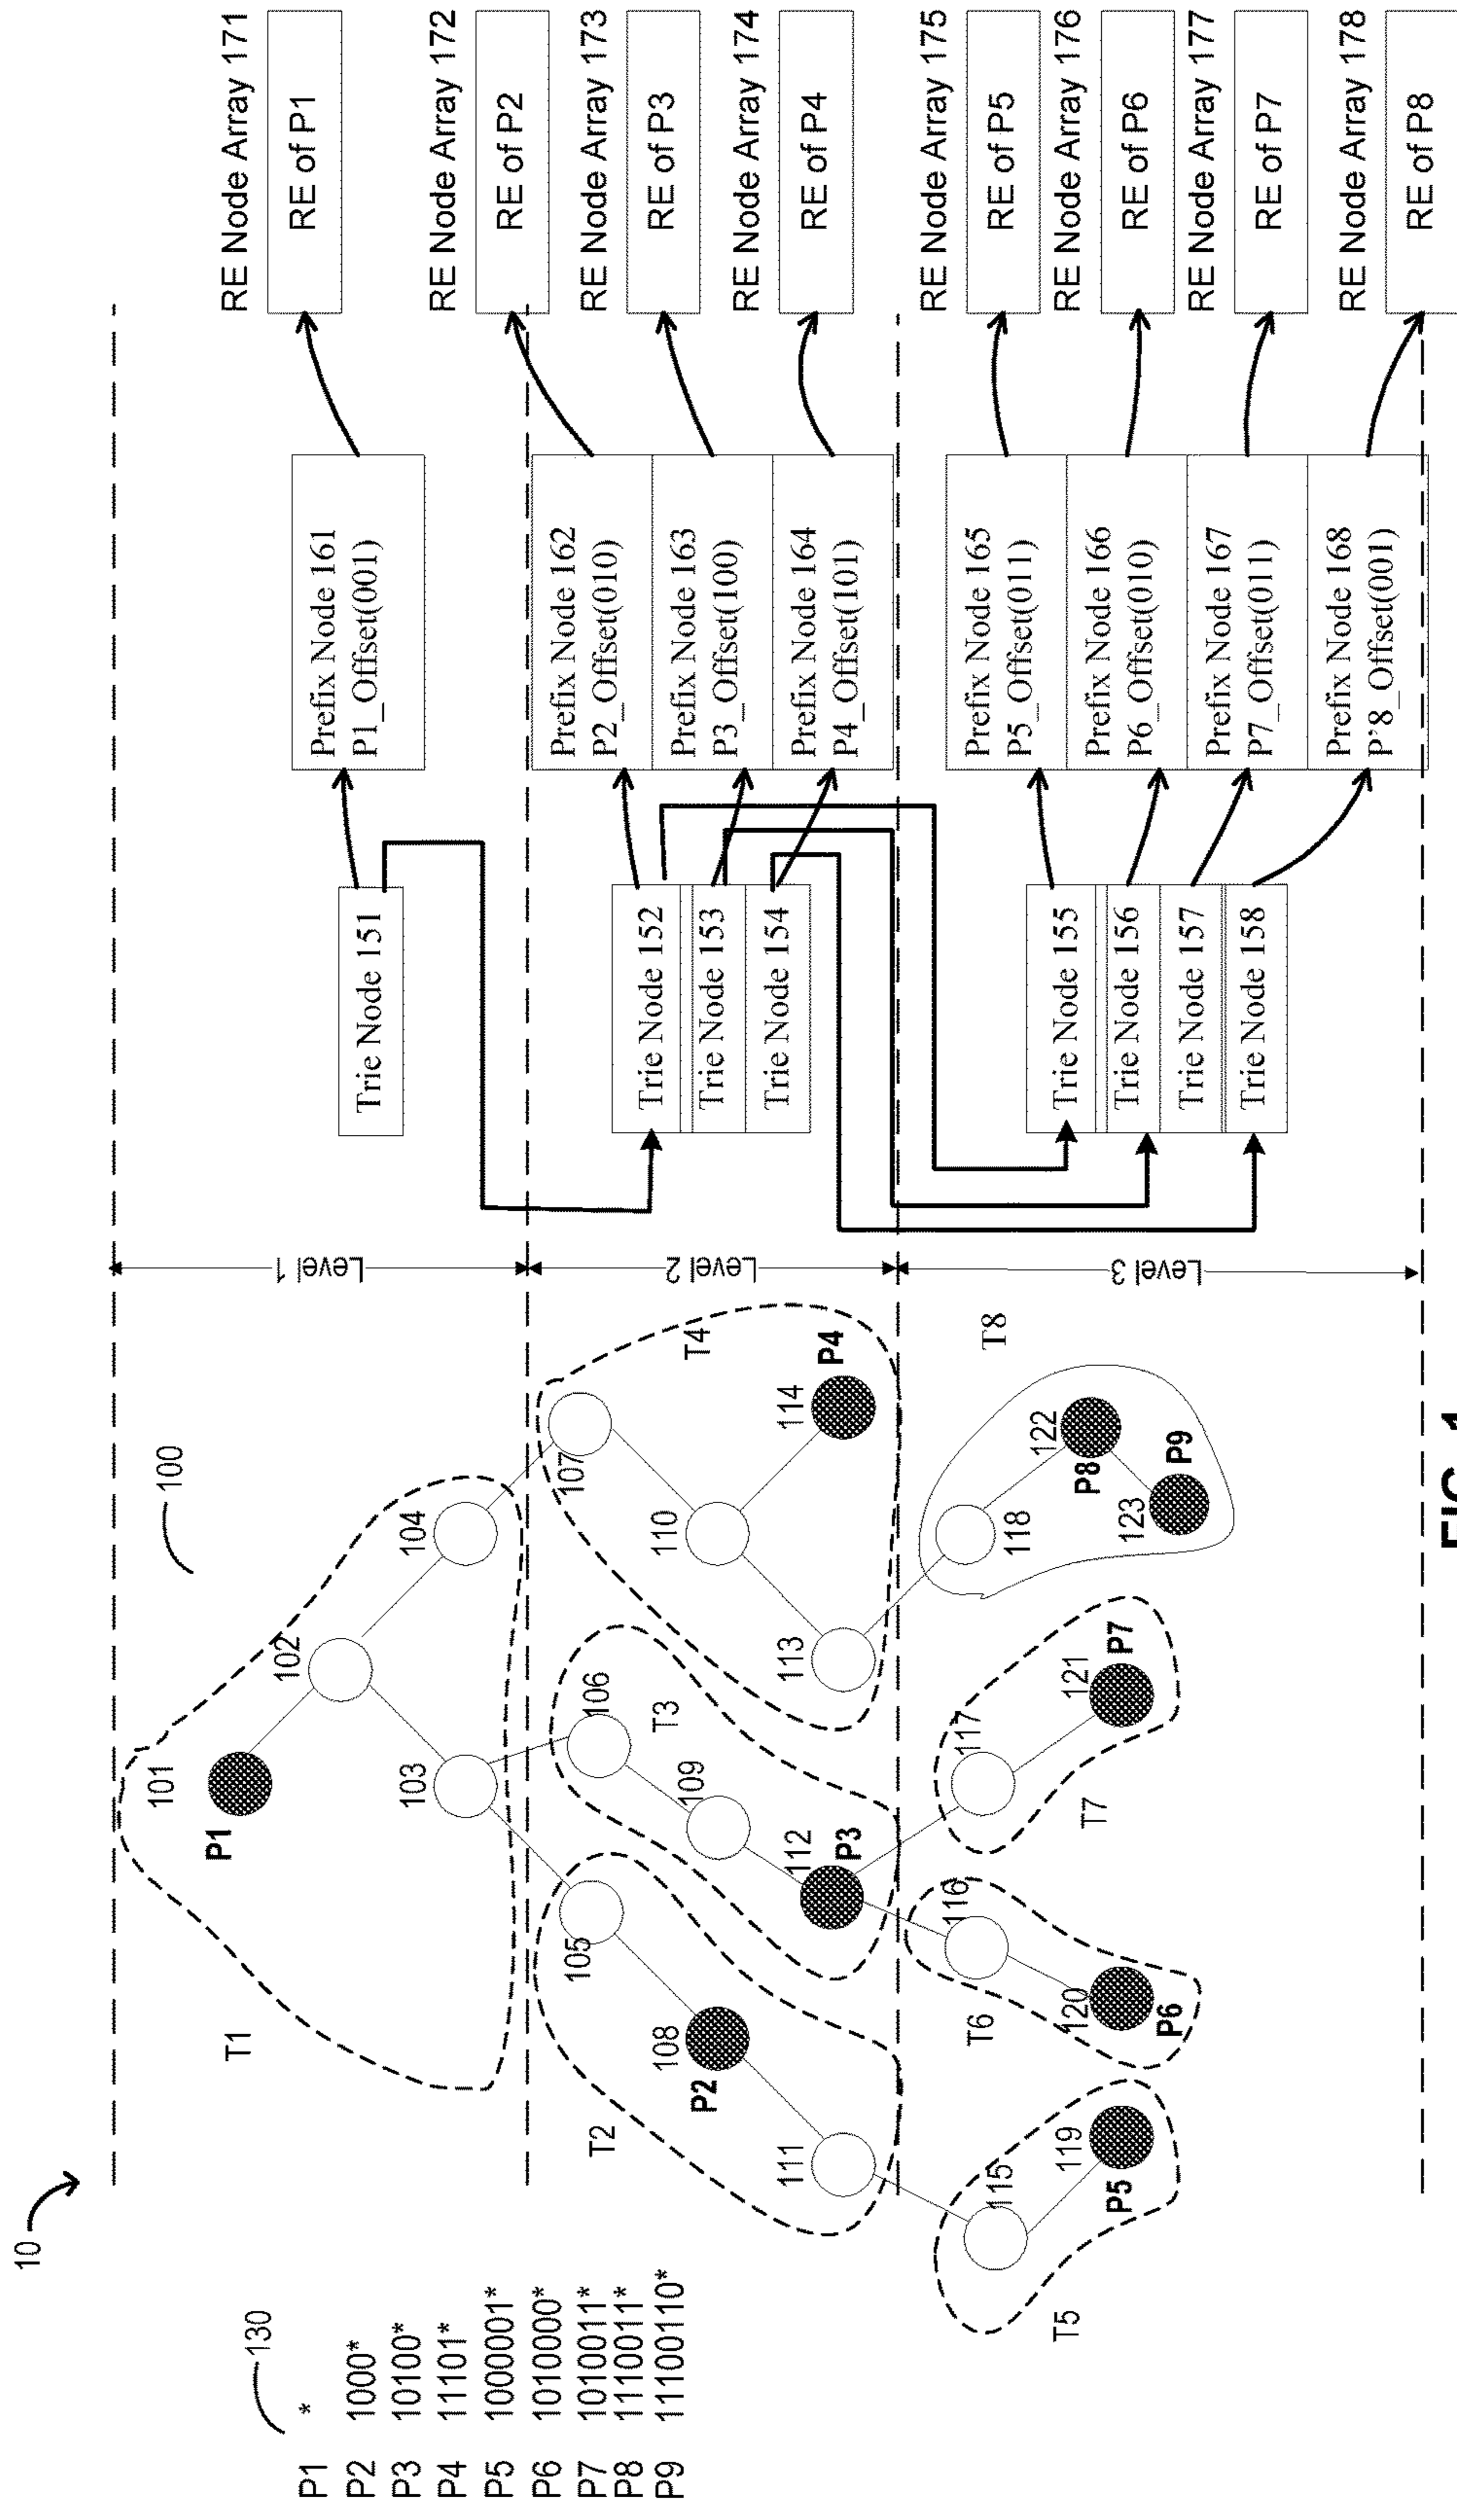 10
130
P1 *
P2 1000*
P3 10100*
P4 11101*
P5 1000001*
P6 1010000*
P7 1010011*
P8 1110011*
P9 11100110*
100
T1
P1
101
102
103
104
T2
105
P2
108
111
T3
106
109
112
P3
T4
107
110
113
114
P4
T5
115
119
P5
T6
116
120
P6
T7
117
121
P7
T8
118
122
P8
123
P9
Level 1
Level 2
Level 3
Trie Node 151
Trie Node 152
Trie Node 153
Trie Node 154
Trie Node 155
Trie Node 156
Trie Node 157
Trie Node 158
Prefix Node 161
P1_Offset(001)
Prefix Node 162
P2_Offset(010)
Prefix Node 163
P3_Offset(100)
Prefix Node 164
P4_Offset(101)
Prefix Node 165
P5_Offset(011)
Prefix Node 166
P6_Offset(010)
Prefix Node 167
P7_Offset(011)
Prefix Node 168
P'8_Offset(001)
RE Node Array 171
RE of P1
RE Node Array 172
RE of P2
RE Node Array 173
RE of P3
RE Node Array 174
RE of P4
RE Node Array 175
RE of P5
RE Node Array 176
RE of P6
RE Node Array 177
RE of P7
RE Node Array 178
RE of P8